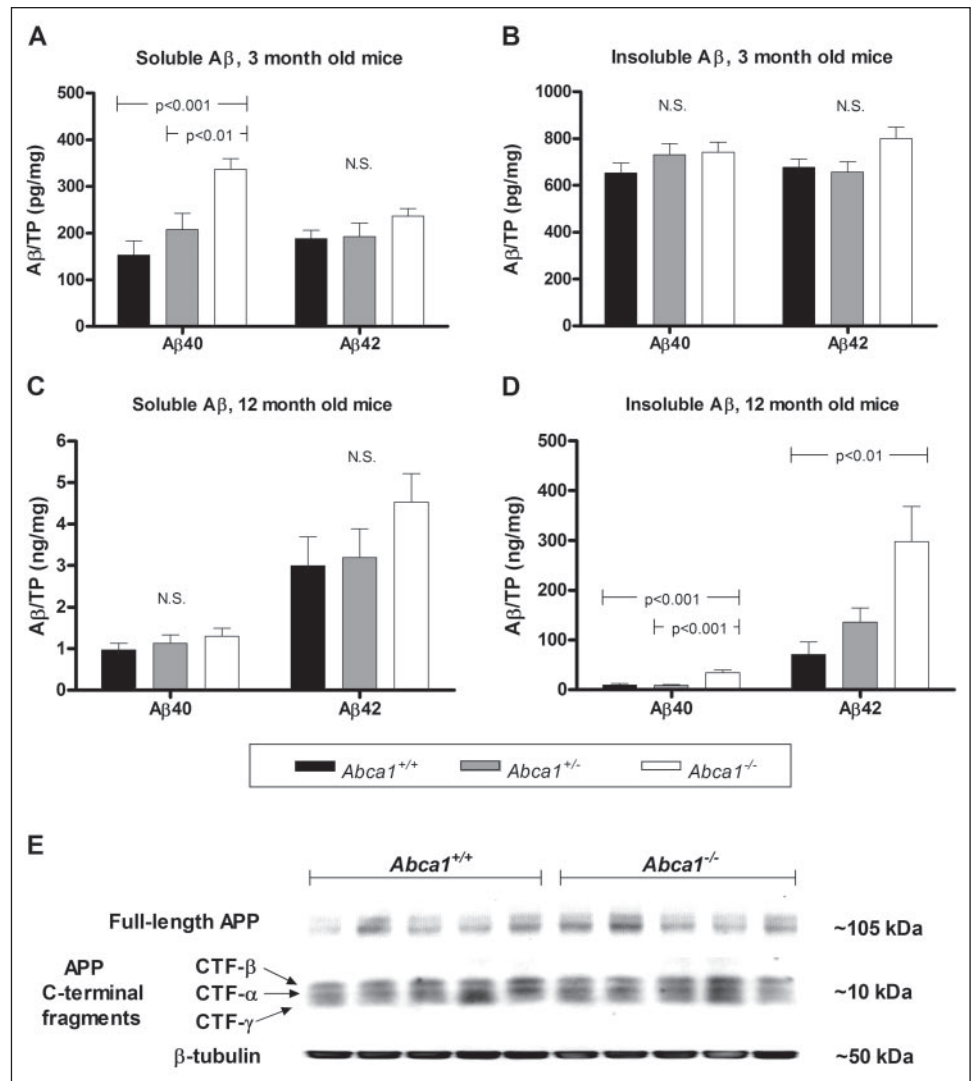 A
Soluble Aβ, 3 month old mice
Aβ/TP (pg/mg)
500
400
300
200
100
0
p<0.001
p<0.01
N.S.
Aβ40
Aβ42
B
Insoluble Aβ, 3 month old mice
Aβ/TP (pg/mg)
1000
800
600
400
200
0
N.S.
N.S.
Aβ40
Aβ42
C
Soluble Aβ, 12 month old mice
Aβ/TP (ng/mg)
6
5
4
3
2
1
0
N.S.
N.S.
Aβ40
Aβ42
D
Insoluble Aβ, 12 month old mice
Aβ/TP (ng/mg)
500
400
300
200
100
0
p<0.01
p<0.001
p<0.001
Aβ40
Aβ42
Abca1+/+
Abca1+/-
Abca1-/-
E
Abca1+/+
Abca1-/-
Full-length APP
~105 kDa
APP
C-terminal
fragments
CTF-β
CTF-α
CTF-γ
~10 kDa
β-tubulin
~50 kDa